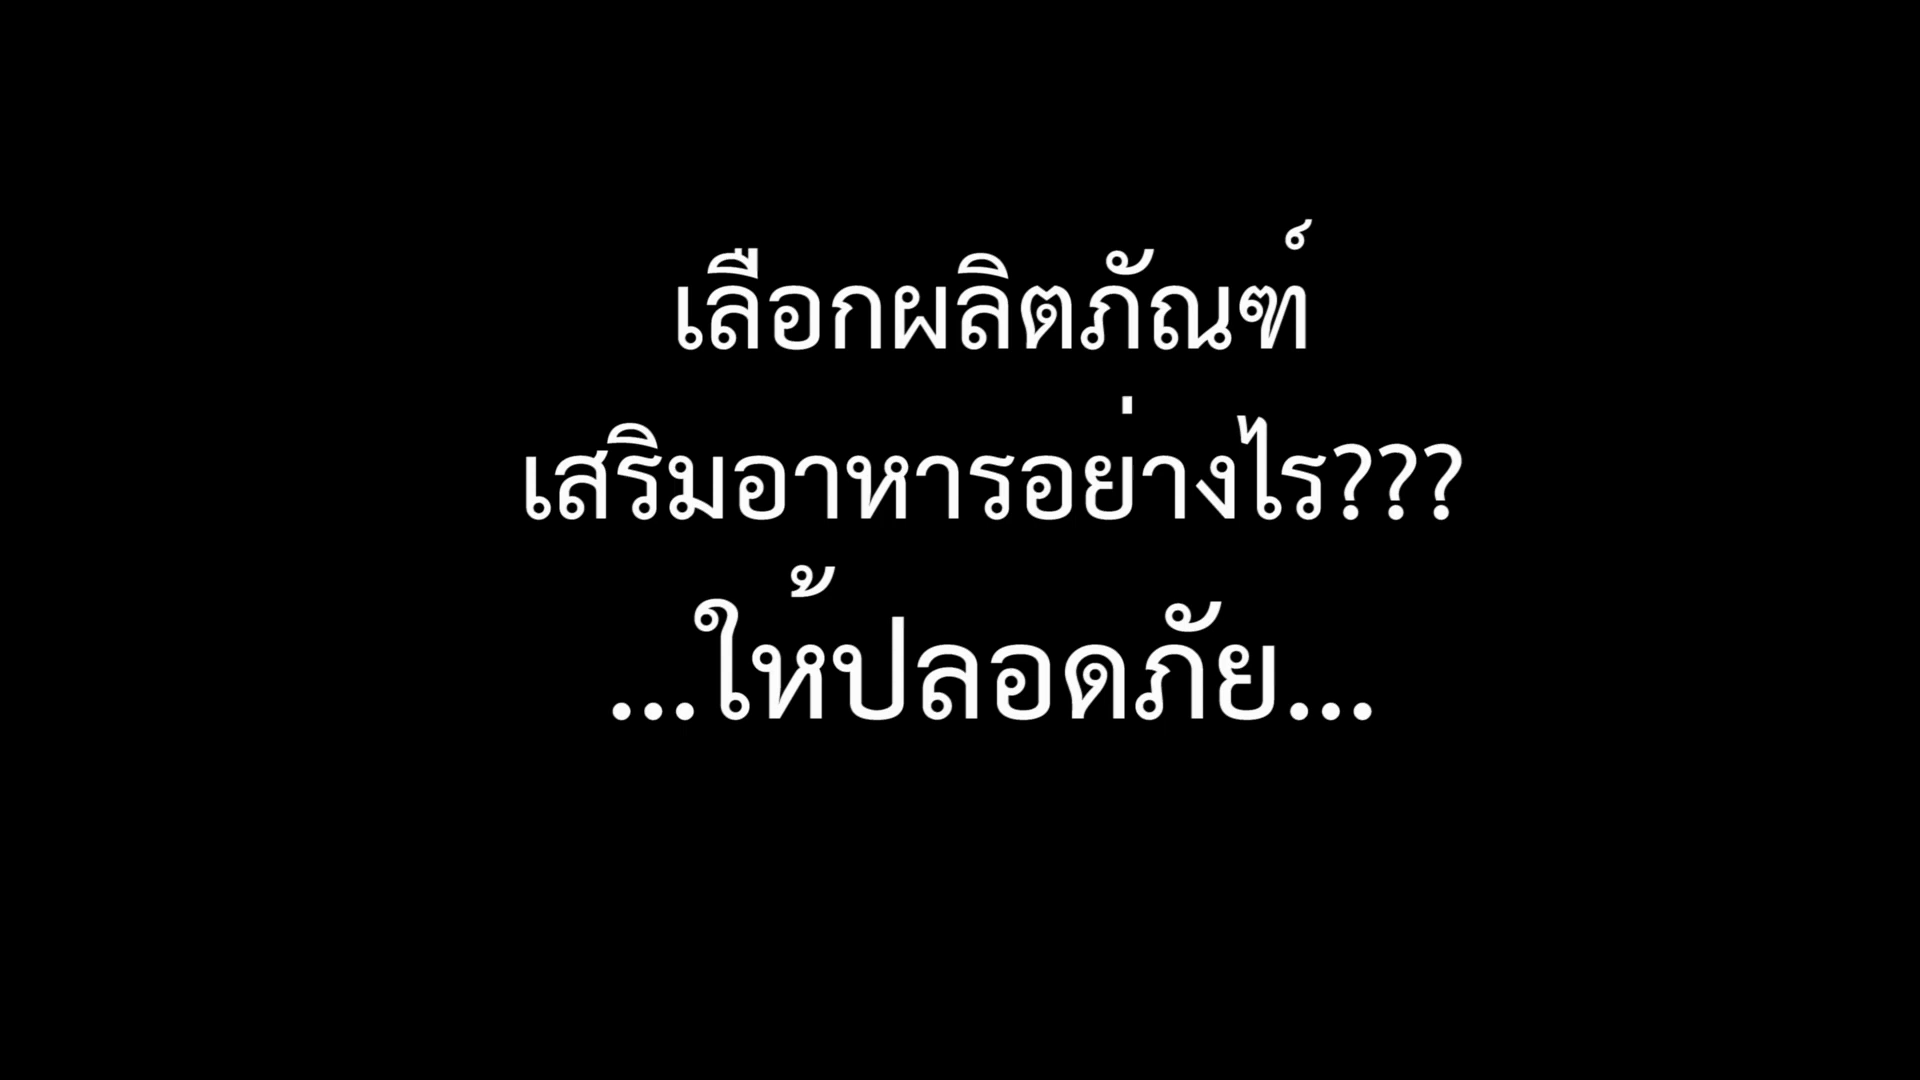 เลือกผลิตภัณฑ์
เสริมอาหารอย่างไร???
...ให้ปลอดภัย...